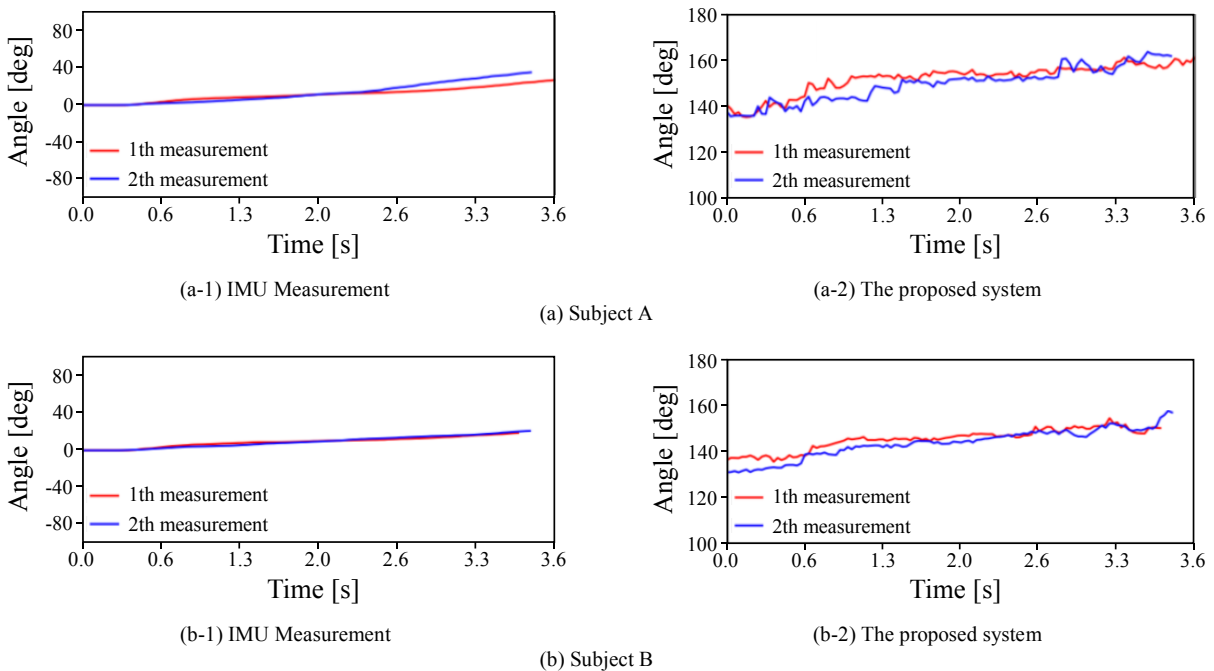 80
40
0
-40
-80
Angle [deg]
1th measurement
2th measurement
0.0 0.6 1.3 2.0 2.6 3.3 3.6
Time [s]
(a-1) IMU Measurement
180
160
140
120
100
Angle [deg]
1th measurement
2th measurement
0.0 0.6 1.3 2.0 2.6 3.3 3.6
Time [s]
(a-2) The proposed system
(a) Subject A
80
40
0
-40
-80
Angle [deg]
1th measurement
2th measurement
0.0 0.6 1.3 2.0 2.6 3.3 3.6
Time [s]
(b-1) IMU Measurement
180
160
140
120
100
Angle [deg]
1th measurement
2th measurement
0.0 0.6 1.3 2.0 2.6 3.3 3.6
Time [s]
(b-2) The proposed system
(b) Subject B